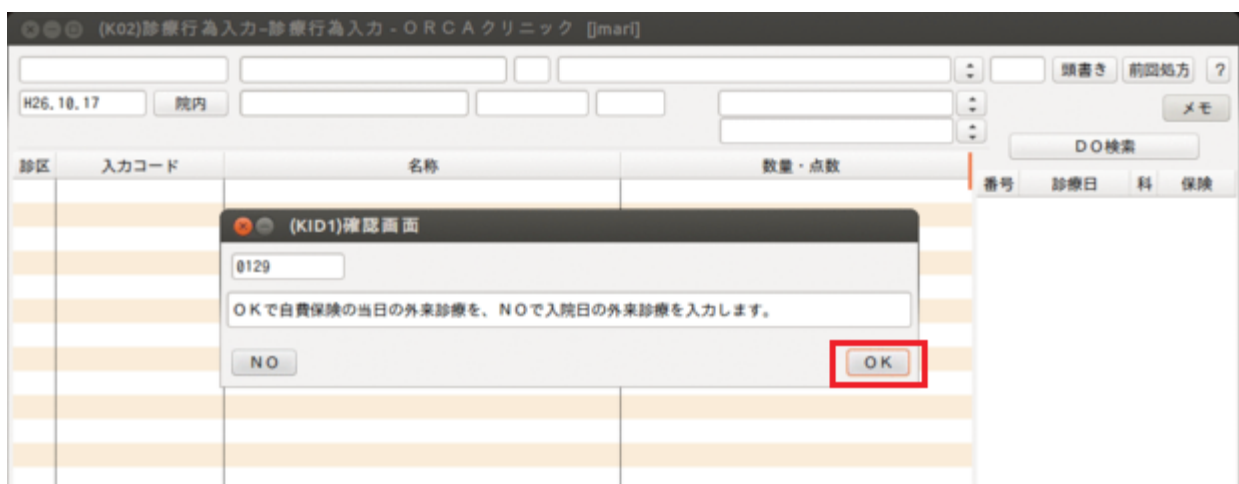 (K02)診療行為入力–診療行為入力 - ＯＲＣＡクリニック [jmari]
頭書き 前回処方 ?
H26.10.17 院内 メモ
ＤＯ検索
診区 入力コード 名称 数量・点数
番号 診療日 科 保険
(KID1)確認画面
0129
ＯＫで自費保険の当日の外来診療を、ＮＯで入院日の外来診療を入力します。
ＮＯ ＯＫ